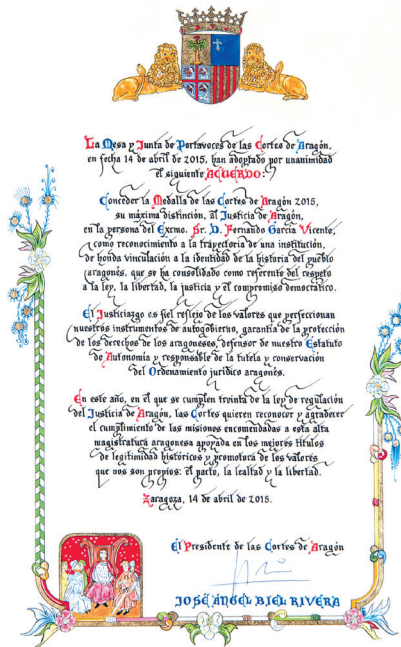 La Mesa y Junta de Portavoces de las Cortes de Aragón,
en fecha 14 de abril de 2015, han adoptado por unanimidad
el siguiente ACUERDO:
Conceder la Medalla de las Cortes de Aragón 2015,
su máxima distinción, al Justicia de Aragón,
en la persona del Excmo. Sr. D. Fernando García Vicente,
como reconocimiento a la trayectoria de una institución,
de honda vinculación a la identidad de la historia del pueblo
aragonés, que se ha consolidado como referente del respeto
a la ley, la libertad, la justicia y el compromiso democrático.
El Justiciazgo es fiel reflejo de los valores que perfeccionan
nuestros instrumentos de autogobierno, garantía de la protección
de los derechos de los aragoneses, defensor de nuestro Estatuto
de Autonomía y responsable de la tutela y conservación
del Ordenamiento jurídico aragonés.
En este año, en el que se cumplen treinta de la ley de regulación
del Justicia de Aragón, las Cortes quieren reconocer y agradecer
el cumplimiento de las misiones encomendadas a esta alta
magistratura aragonesa apoyada en los mejores títulos
de legitimidad históricos y promotora de los valores
que nos son propios: el pacto, la lealtad y la libertad.
Zaragoza, 14 de abril de 2015.
El Presidente de las Cortes de Aragón
JOSÉ ÁNGEL BIEL RIVERA